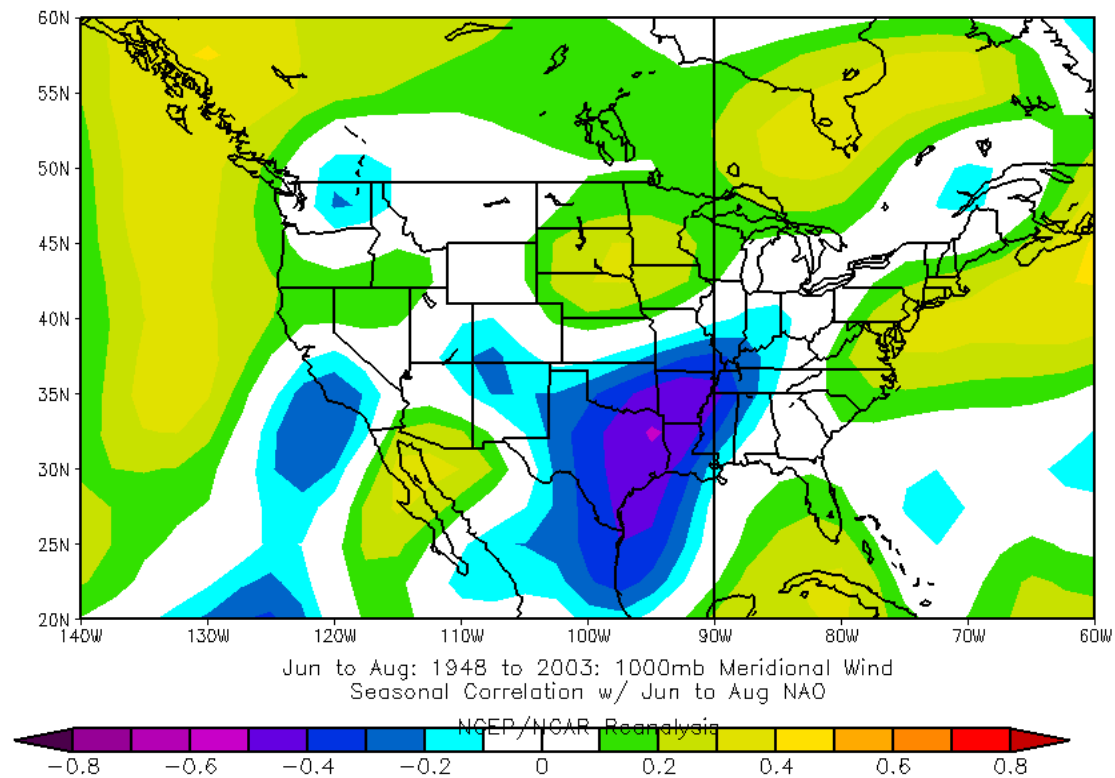 60N
55N
50N
45N
40N
35N
30N
25N
20N
140W 130W 120W 110W 100W 90W 80W 70W 60W
Jun to Aug: 1948 to 2003: 1000mb Meridional Wind
Seasonal Correlation w/ Jun to Aug NAO
NCEP/NCAR Reanalysis
−0.8 −0.6 −0.4 −0.2 0 0.2 0.4 0.6 0.8